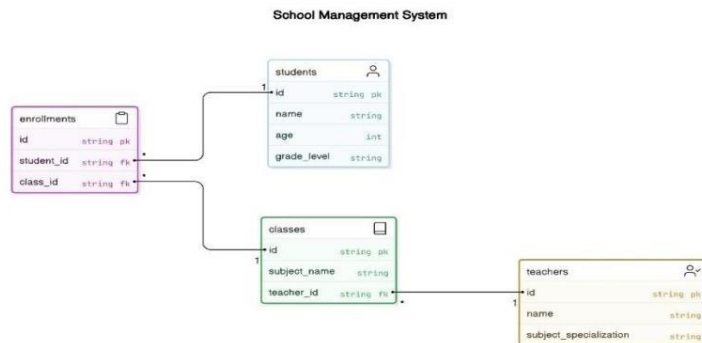 School Management System
students
id string pk
name string
age int
grade_level string
enrollments
id string pk
student_id string fk
class_id string fk
classes
id string pk
subject_name string
teacher_id string fk
teachers
id string pk
name string
subject_specialization string
1
*
*
1
*
1